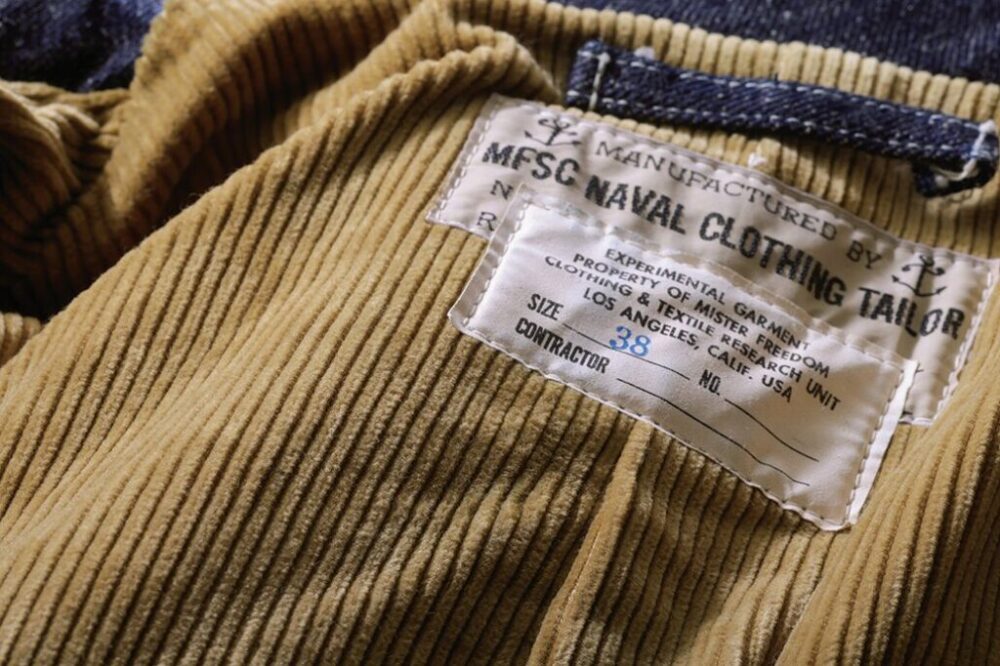 MANUFACTURED BY
MFSC NAVAL CLOTHING TAILOR
N
R
EXPERIMENTAL GARMENT
PROPERTY OF MISTER FREEDOM
CLOTHING & TEXTILE RESEARCH UNIT
LOS ANGELES, CALIF. USA
SIZE 38 NO.
CONTRACTOR